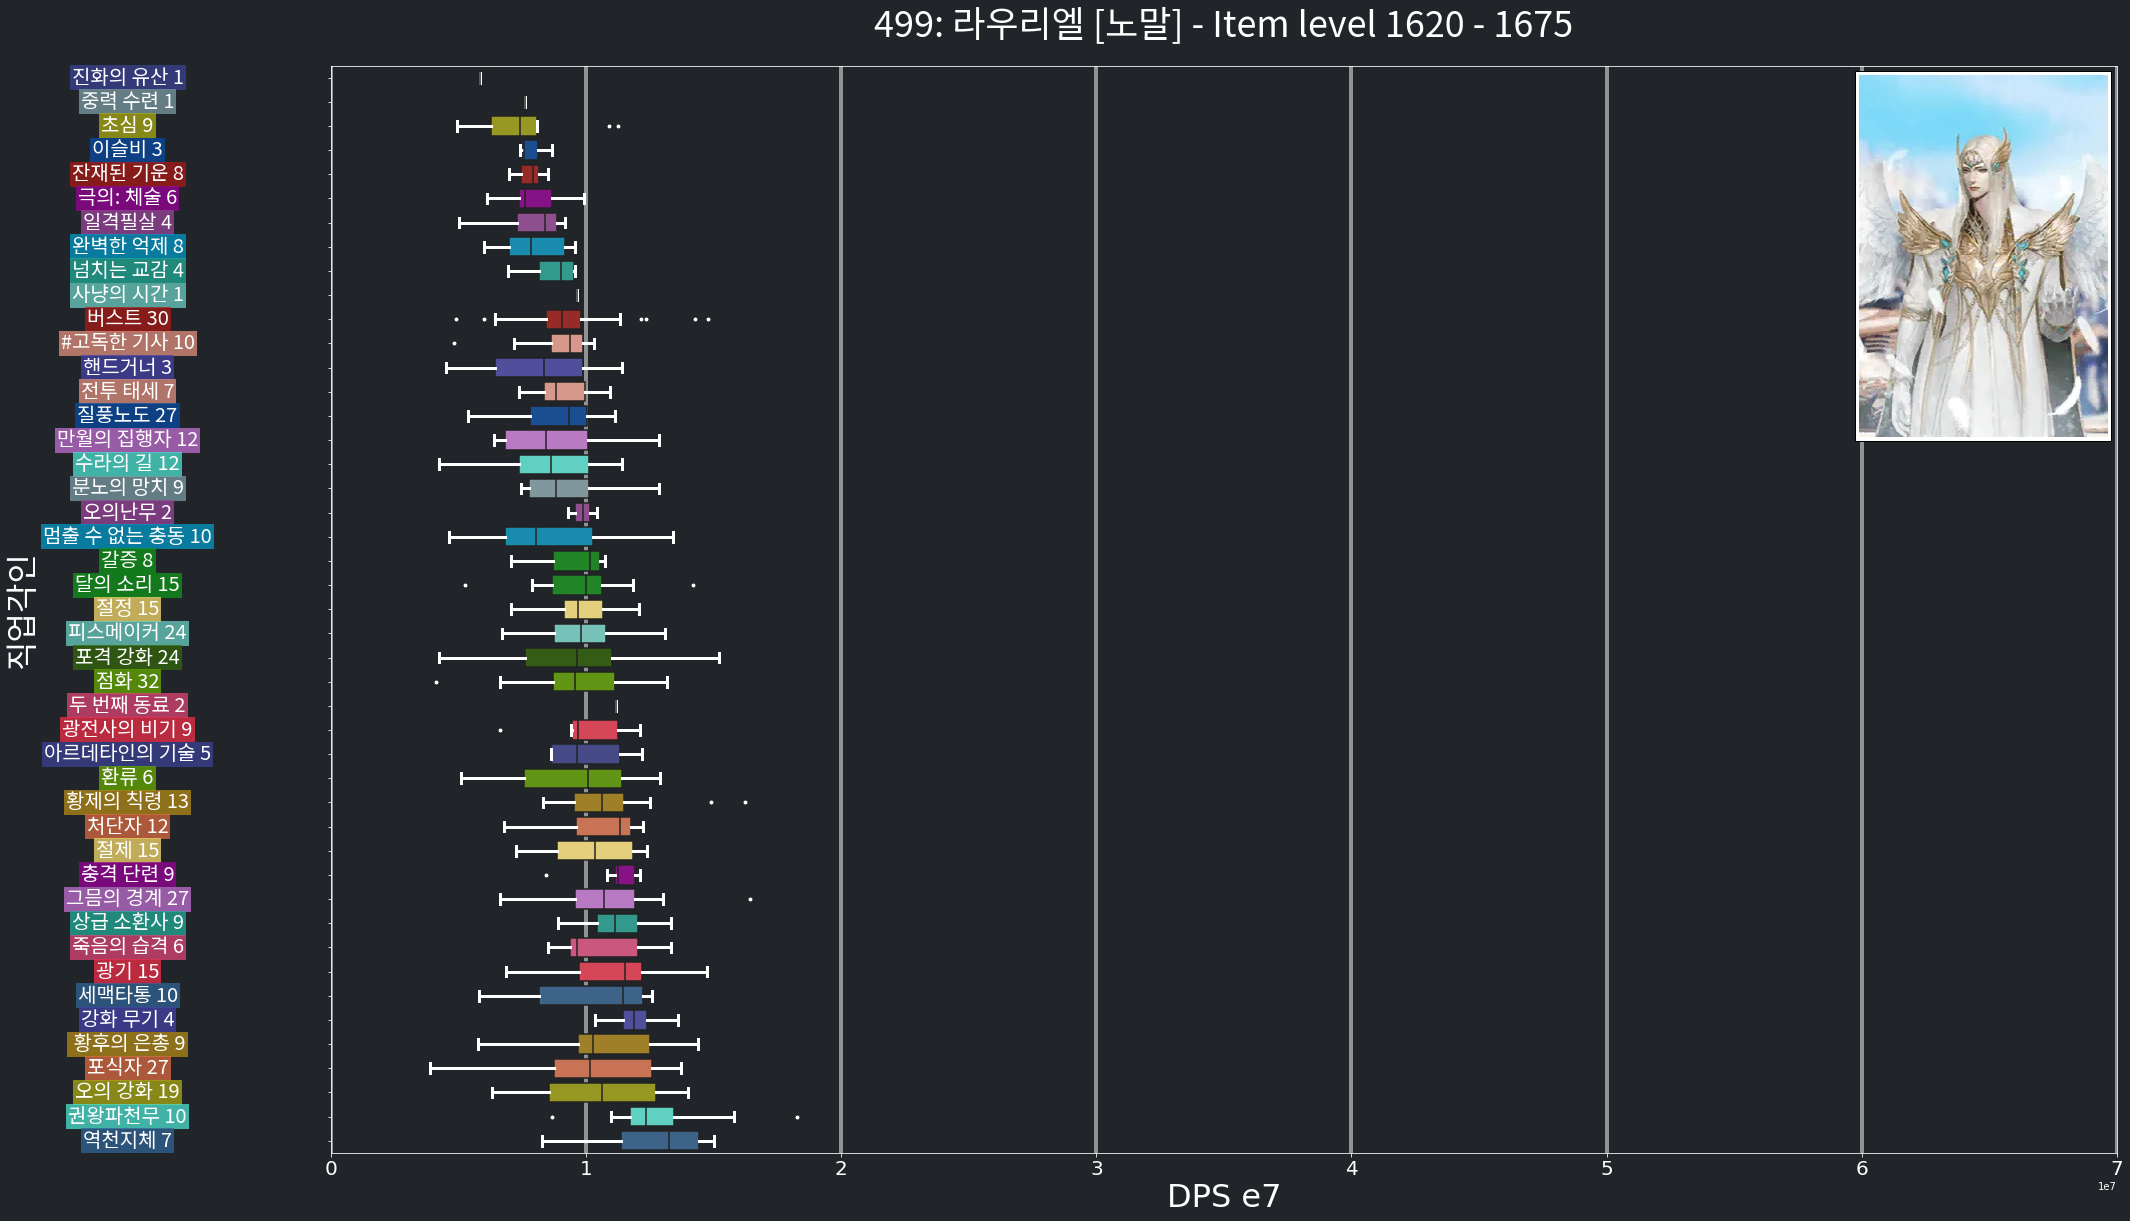 499: 라우리엘 [노말] - Item level 1620 - 1675
직업각인
진화의 유산 1
중력 수련 1
초심 9
이슬비 3
잔재된 기운 8
극의: 체술 6
일격필살 4
완벽한 억제 8
넘치는 교감 4
사냥의 시간 1
버스트 30
#고독한 기사 10
핸드거너 3
전투 태세 7
질풍노도 27
만월의 집행자 12
수라의 길 12
분노의 망치 9
오의난무 2
멈출 수 없는 충동 10
갈증 8
달의 소리 15
절정 15
피스메이커 24
포격 강화 24
점화 32
두 번째 동료 2
광전사의 비기 9
아르데타인의 기술 5
환류 6
황제의 칙령 13
처단자 12
절제 15
충격 단련 9
그믐의 경계 27
상급 소환사 9
죽음의 습격 6
광기 15
세맥타통 10
강화 무기 4
황후의 은총 9
포식자 27
오의 강화 19
권왕파천무 10
역천지체 7
0 1 2 3 4 5 6 7
1e7
DPS e7